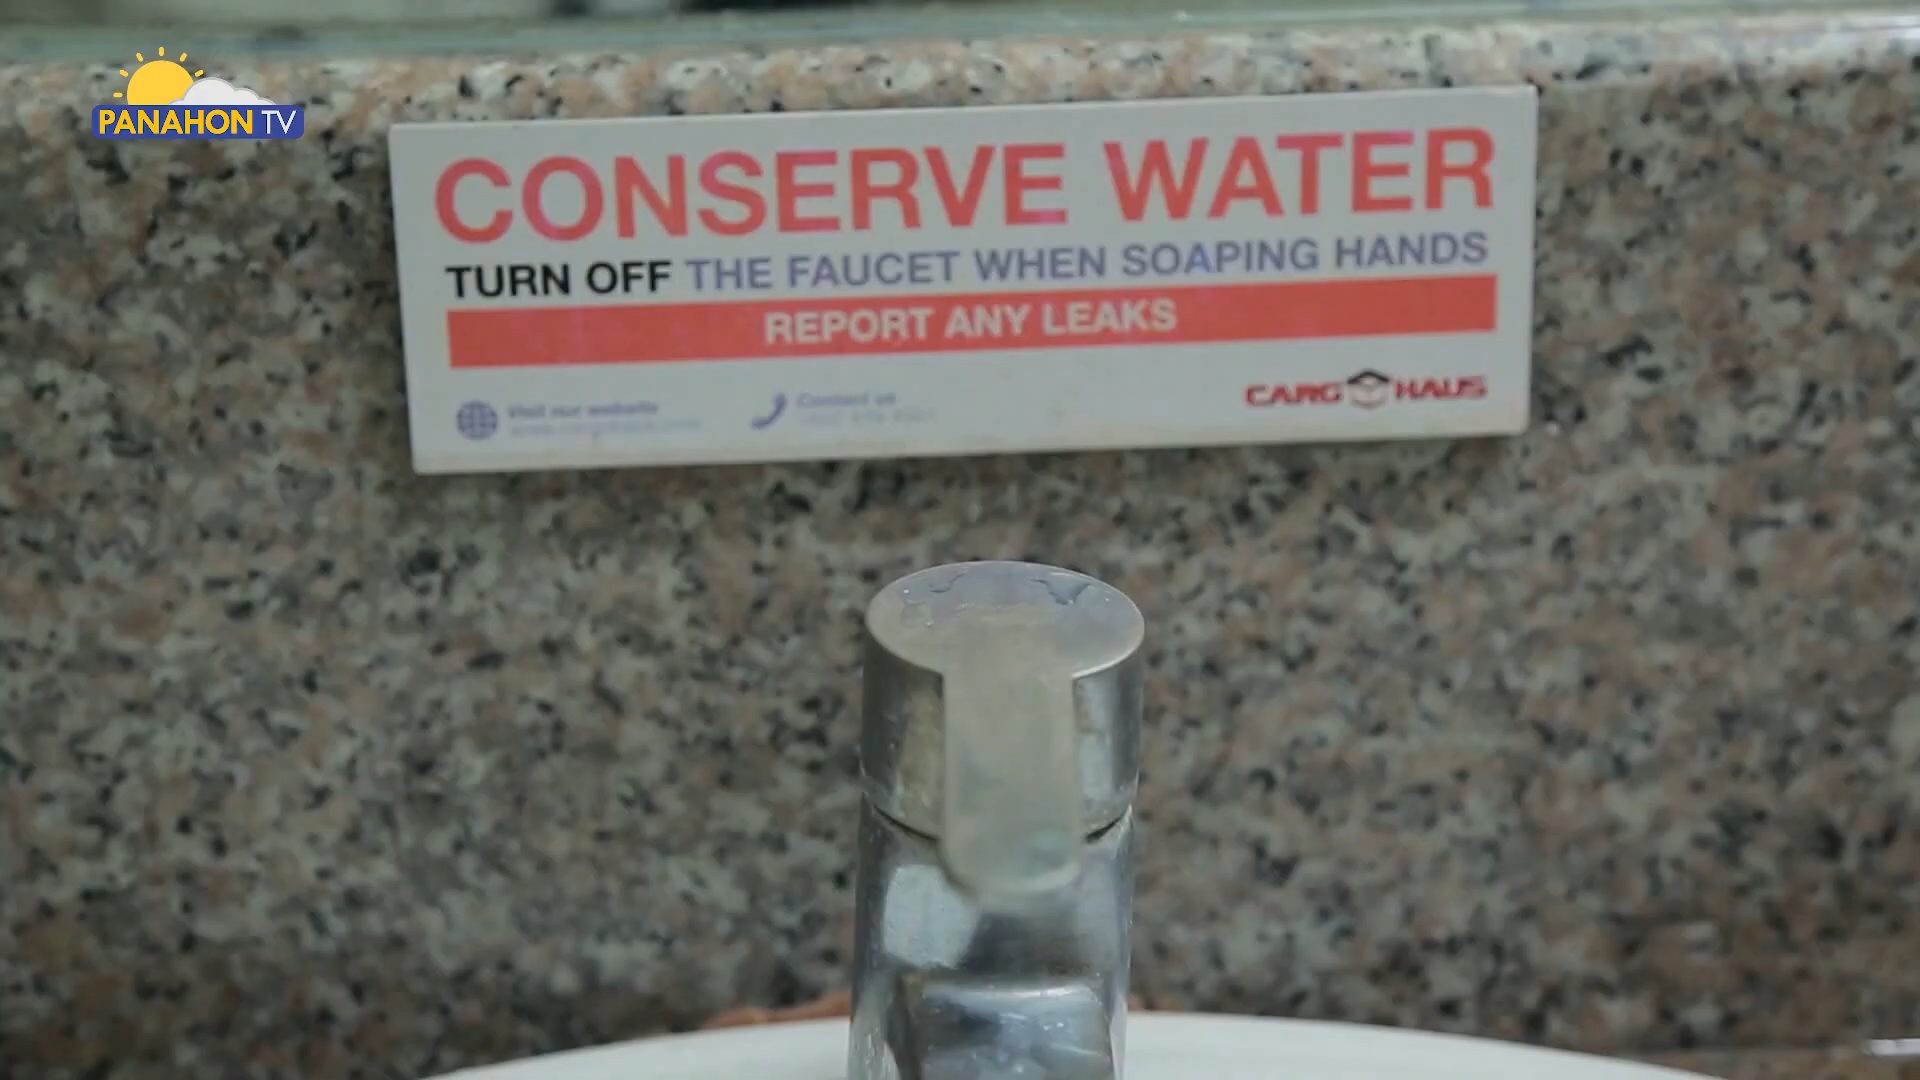 PANAHON TV
CONSERVE WATER
TURN OFF THE FAUCET WHEN SOAPING HANDS
REPORT ANY LEAKS
Visit our website
Contact us
CARGOHAUS